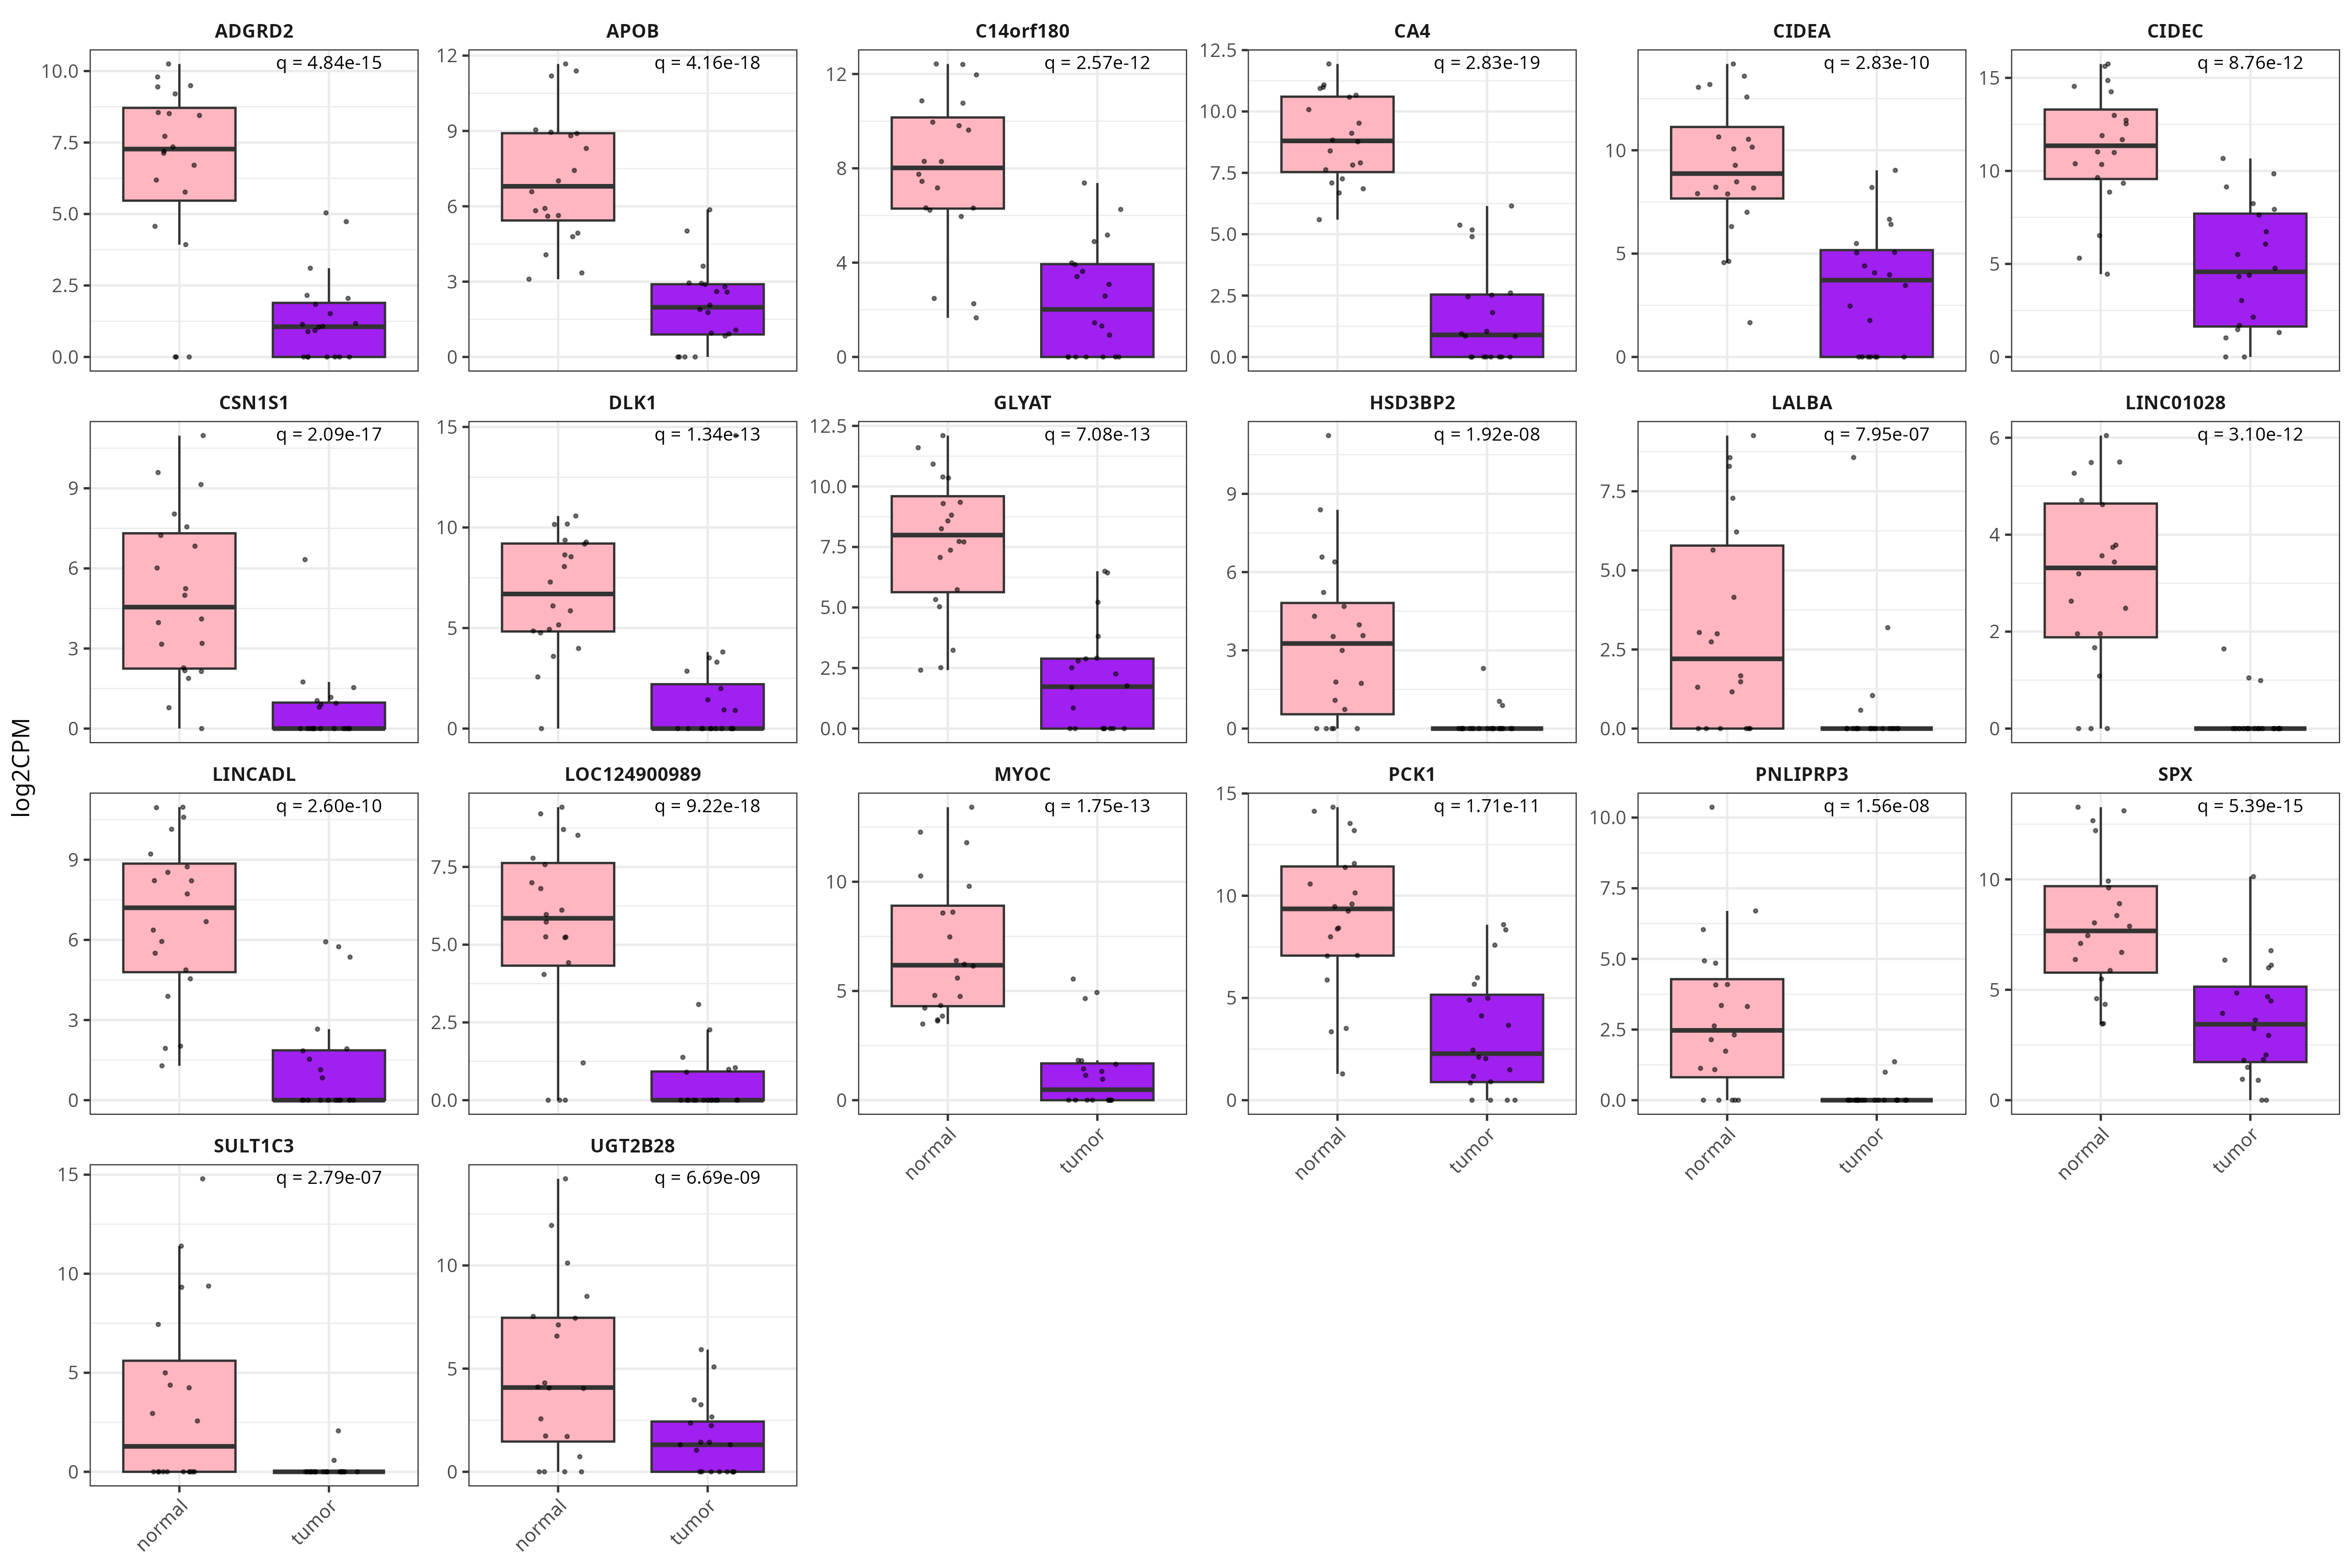 ADGRD2 APOB C14orf180 CA4 CIDEA CIDEC
q = 4.84e-15 q = 4.16e-18 q = 2.57e-12 q = 2.83e-19 q = 2.83e-10 q = 8.76e-12
10.0 7.5 5.0 2.5 0.0
12 9 6 3 0
12 8 4 0
12.5 10.0 7.5 5.0 2.5 0.0
10 5 0
15 10 5 0
CSN1S1 DLK1 GLYAT HSD3BP2 LALBA LINC01028
q = 2.09e-17 q = 1.34e-13 q = 7.08e-13 q = 1.92e-08 q = 7.95e-07 q = 3.10e-12
9 6 3 0
15 10 5 0
12.5 10.0 7.5 5.0 2.5 0.0
9 6 3 0
7.5 5.0 2.5 0.0
6 4 2 0
log2CPM
LINCADL LOC124900989 MYOC PCK1 PNLIPRP3 SPX
q = 2.60e-10 q = 9.22e-18 q = 1.75e-13 q = 1.71e-11 q = 1.56e-08 q = 5.39e-15
9 6 3 0
7.5 5.0 2.5 0.0
10 5 0
15 10 5 0
10.0 7.5 5.0 2.5 0.0
10 5 0
normal tumor normal tumor normal tumor normal tumor
SULT1C3 UGT2B28
q = 2.79e-07 q = 6.69e-09
15 10 5 0
10 5 0
normal tumor normal tumor